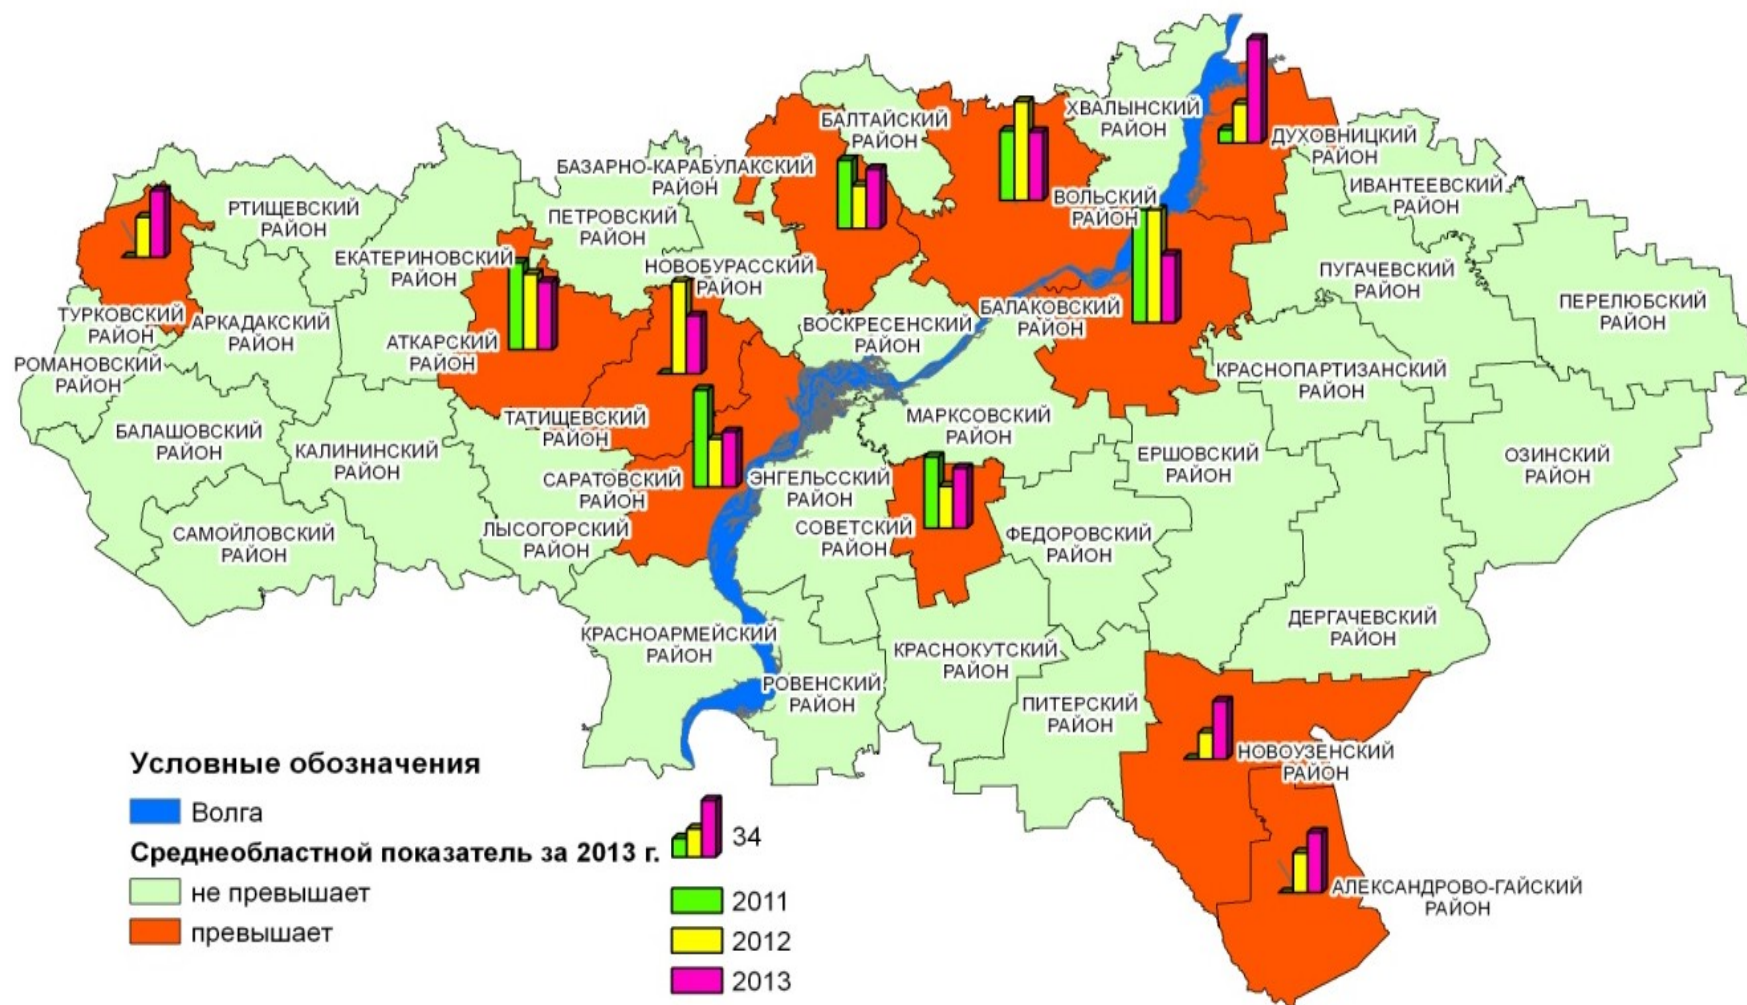 ХВАЛЫНСКИЙ
РАЙОН
БАЛТАЙСКИЙ
РАЙОН
ДУХОВНИЦКИЙ
РАЙОН
БАЗАРНО-КАРАБУЛАКСКИЙ
РАЙОН
ИВАНТЕЕВСКИЙ
РАЙОН
ВОЛЬСКИЙ
РАЙОН
РТИЩЕВСКИЙ
РАЙОН
ПЕТРОВСКИЙ
РАЙОН
ЕКАТЕРИНОВСКИЙ
РАЙОН
НОВОБУРАССКИЙ
РАЙОН
ПУГАЧЕВСКИЙ
РАЙОН
ПЕРЕЛЮБСКИЙ
РАЙОН
БАЛАКОВСКИЙ
РАЙОН
ТУРКОВСКИЙ
РАЙОН
АРКАДАКСКИЙ
РАЙОН
ВОСКРЕСЕНСКИЙ
РАЙОН
АТКАРСКИЙ
РАЙОН
РОМАНОВСКИЙ
РАЙОН
КРАСНОПАРТИЗАНСКИЙ
РАЙОН
ТАТИЩЕВСКИЙ
РАЙОН
МАРКСОВСКИЙ
РАЙОН
БАЛАШОВСКИЙ
РАЙОН
КАЛИНИНСКИЙ
РАЙОН
ЕРШОВСКИЙ
РАЙОН
ОЗИНСКИЙ
РАЙОН
САРАТОВСКИЙ
РАЙОН
ЭНГЕЛЬССКИЙ
РАЙОН
САМОЙЛОВСКИЙ
РАЙОН
ЛЫСОГОРСКИЙ
РАЙОН
СОВЕТСКИЙ
РАЙОН
ФЕДОРОВСКИЙ
РАЙОН
ДЕРГАЧЕВСКИЙ
РАЙОН
КРАСНОАРМЕЙСКИЙ
РАЙОН
КРАСНОКУТСКИЙ
РАЙОН
РОВЕНСКИЙ
РАЙОН
ПИТЕРСКИЙ
РАЙОН
НОВОУЗЕНСКИЙ
РАЙОН
АЛЕКСАНДРОВО-ГАЙСКИЙ
РАЙОН
Условные обозначения
Волга
Среднеобластной показатель за 2013 г.
не превышает
превышает
34
2011
2012
2013